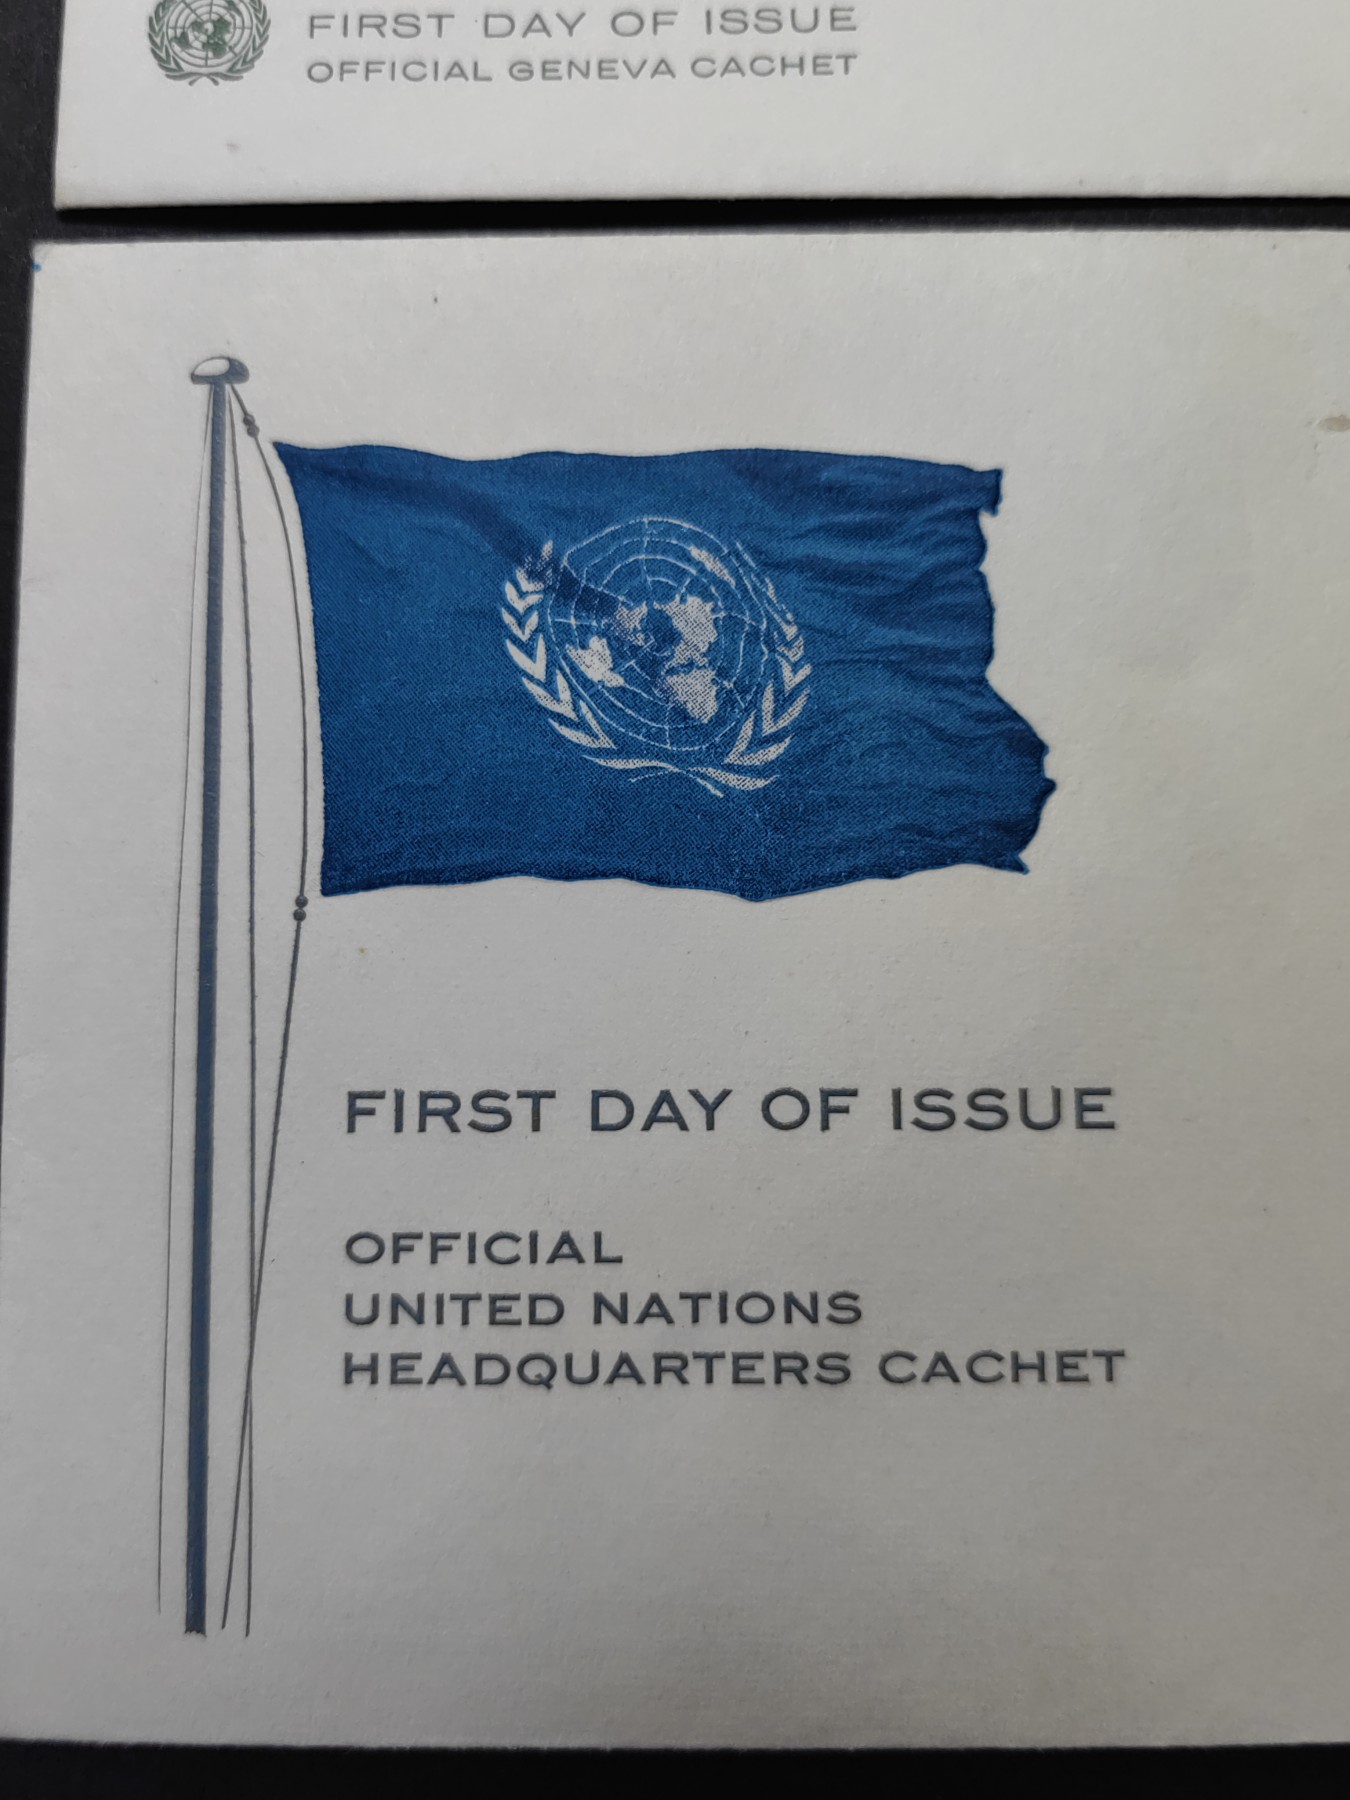 FIRST DAY OF ISSUE
OFFICIAL GENEVA CACHET
FIRST DAY OF ISSUE
OFFICIAL
UNITED NATIONS
HEADQUARTERS CACHET